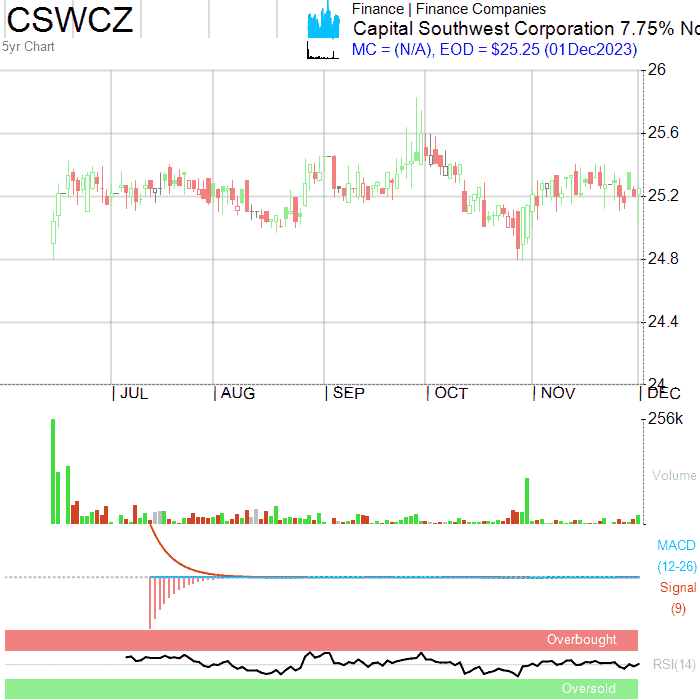 CSWCZ
Finance | Finance Companies
5yr Chart
Capital Southwest Corporation 7.75% No
MC = (N/A), EOD = $25.25 (01Dec2023)
26
25.6
25.2
24.8
24.4
24
| JUL | AUG | SEP | OCT | NOV | DEC
256k
Volume
MACD
(12-26)
Signal
(9)
Overbought
RSI(14)
Oversold